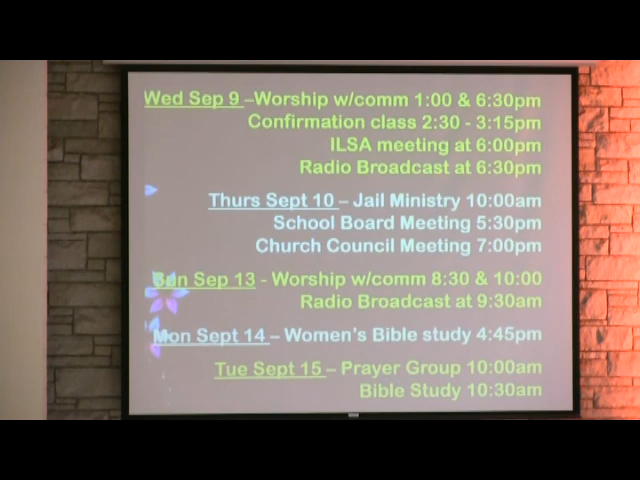 Wed Sep 9 –Worship w/comm 1:00 & 6:30pm
Confirmation class 2:30 - 3:15pm
ILSA meeting at 6:00pm
Radio Broadcast at 6:30pm
Thurs Sept 10 – Jail Ministry 10:00am
School Board Meeting 5:30pm
Church Council Meeting 7:00pm
Sun Sep 13 - Worship w/comm 8:30 & 10:00
Radio Broadcast at 9:30am
Mon Sept 14 – Women's Bible study 4:45pm
Tue Sept 15 – Prayer Group 10:00am
Bible Study 10:30am